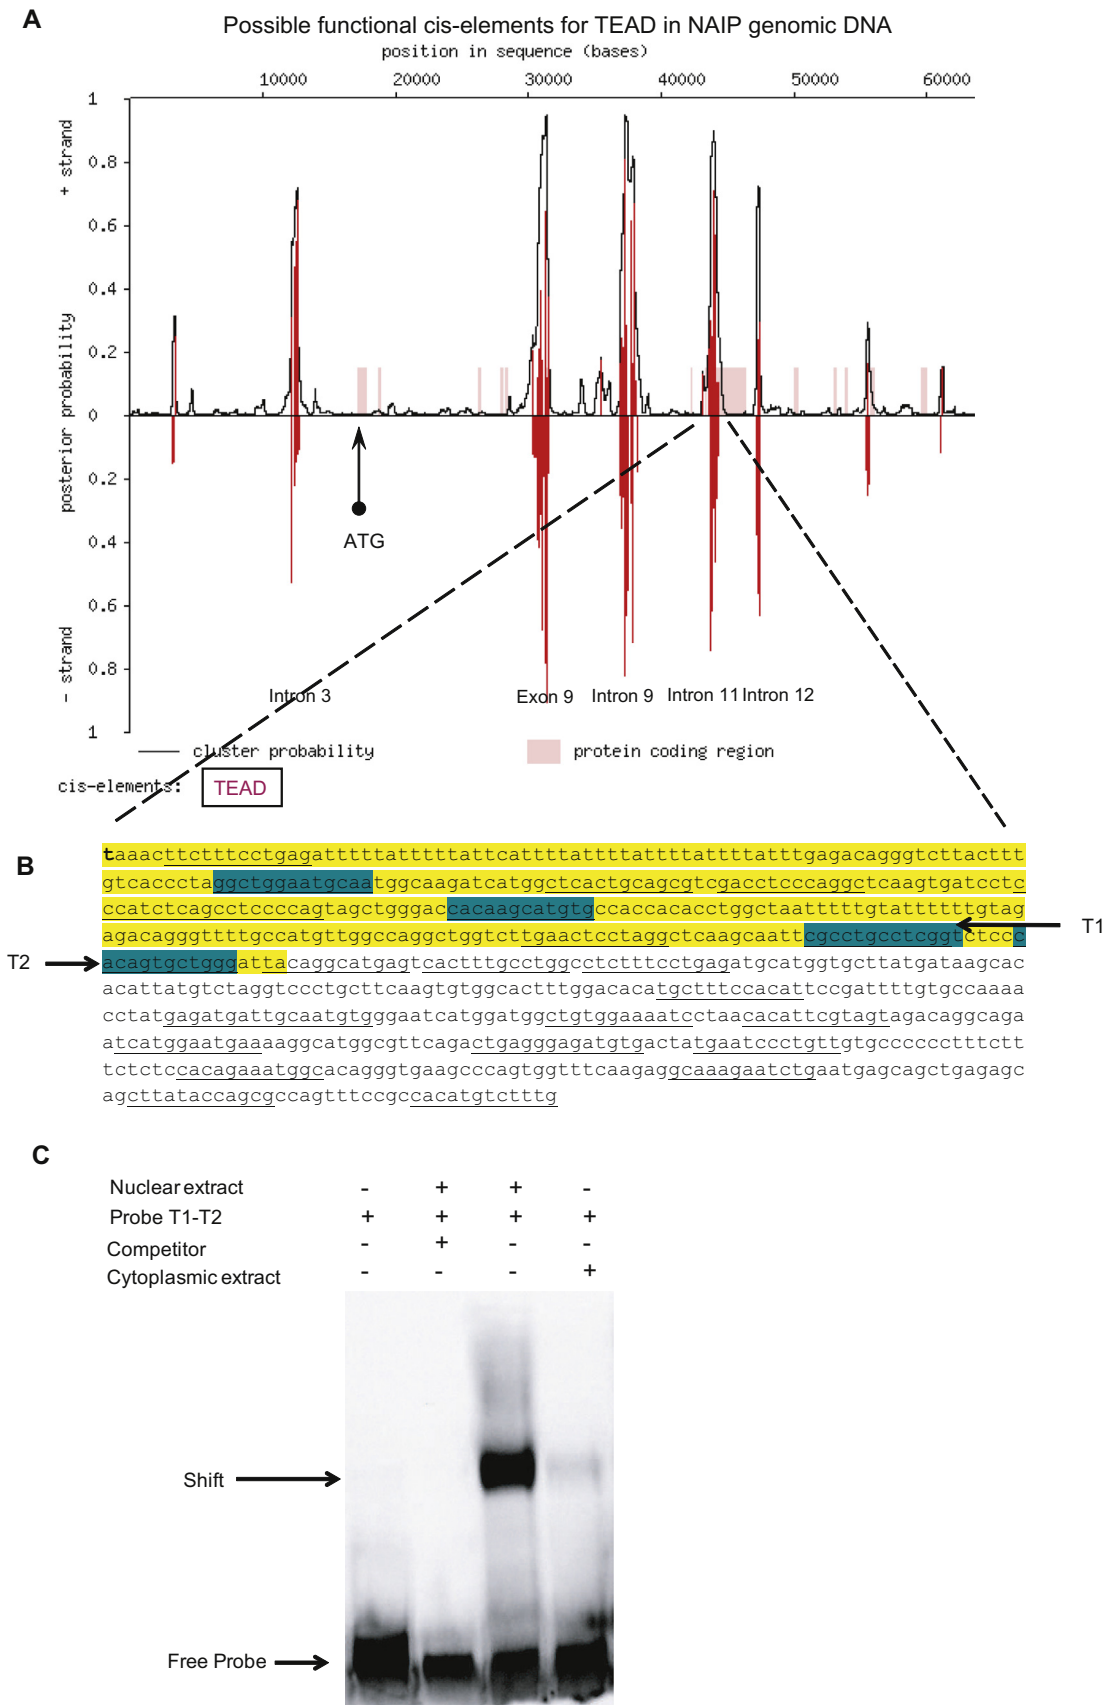 A
Possible functional cis-elements for TEAD in NAIP genomic DNA
position in sequence (bases)
10000 20000 30000 40000 50000 60000
1
0.8
0.6
0.4
0.2
0
0.2
0.4
0.6
0.8
1
+ strand
posterior probability
- strand
ATG
Intron 3 Exon 9 Intron 9 Intron 11 Intron 12
cluster probability protein coding region
cis-elements: TEAD
B
taaacttctttcctgagatttttatttttattcattttattttattttattttatttgagacagggtcttacttt
gtcaccctaggctggaatgcaatggcaagatcatggctcactgcagcgtcgacctcccaggctcaagtgatcctc
ccatctcagcctccccagtagctgggaccacaagcatgtgccaccacacctggctaatttttgtattttttgtag
T1
agacagggttttgccatgttggccaggctggtcttgaactcctaggctcaagcaattcgcctgcctcggtctccc
T2
acagtgctgggattacaggcatgagtcactttgcctggcctctttcctgagatgcatggtgcttatgataagcac
acattatgtctaggtccctgcttcaagtgtggcactttggacacatgctttccacattccgattttgtgccaaaa
cctatgagatgattgcaatgtgggaatcatggatggctgtggaaaatcctaacacattcgtagtagacaggcaga
atcatggaatgaaaaggcatggcgttcagactgagggagatgtgactatgaatccctgttgtgccccccctttctt
tctctccacagaaatggcacagggtgaagcccagtggtttcaagaggcaaagaatctgaatgagcagctgagagc
agcttataccagcgccagtttccgccacatgtctttg
C
Nuclear extract - + + -
Probe T1-T2 + + + +
Competitor - + - -
Cytoplasmic extract - - - +
Shift
Free Probe